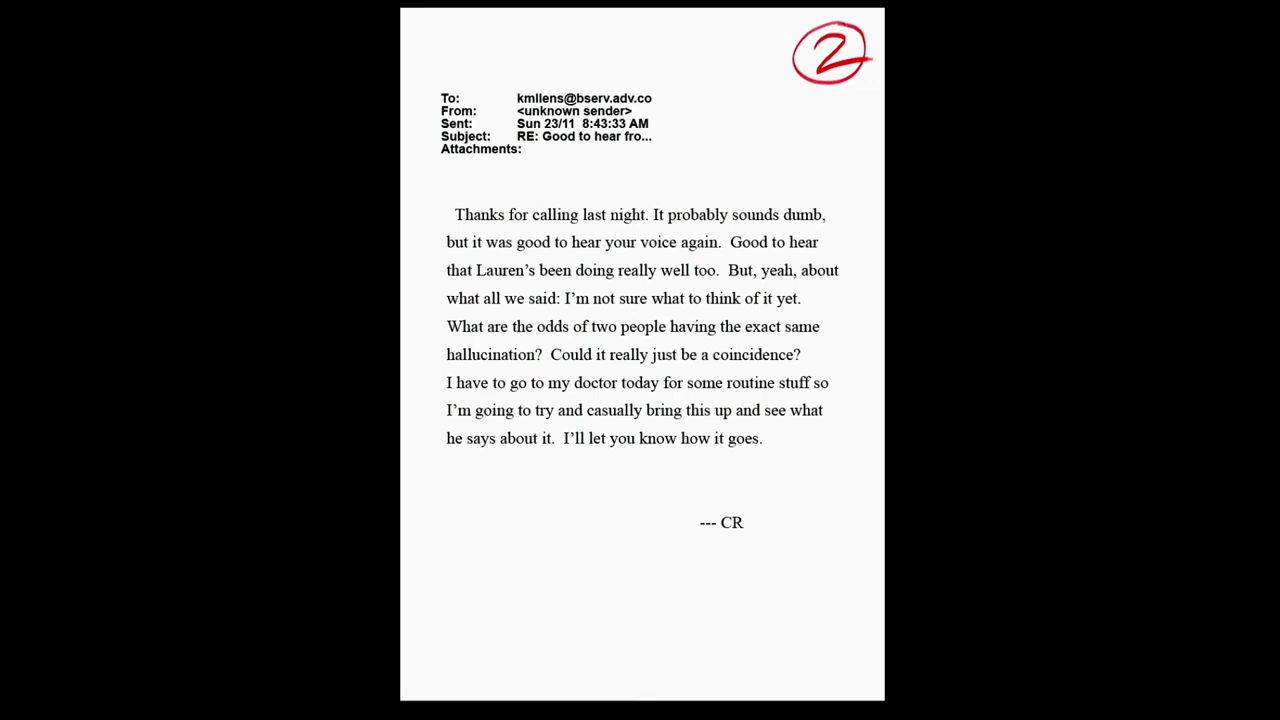 2
To: kmllens@bserv.adv.co
From: <unknown sender>
Sent: Sun 23/11 8:43:33 AM
Subject: RE: Good to hear fro...
Attachments:
Thanks for calling last night. It probably sounds dumb,
but it was good to hear your voice again. Good to hear
that Lauren's been doing really well too. But, yeah, about
what all we said: I'm not sure what to think of it yet.
What are the odds of two people having the exact same
hallucination? Could it really just be a coincidence?
I have to go to my doctor today for some routine stuff so
I'm going to try and casually bring this up and see what
he says about it. I'll let you know how it goes.
--- CR